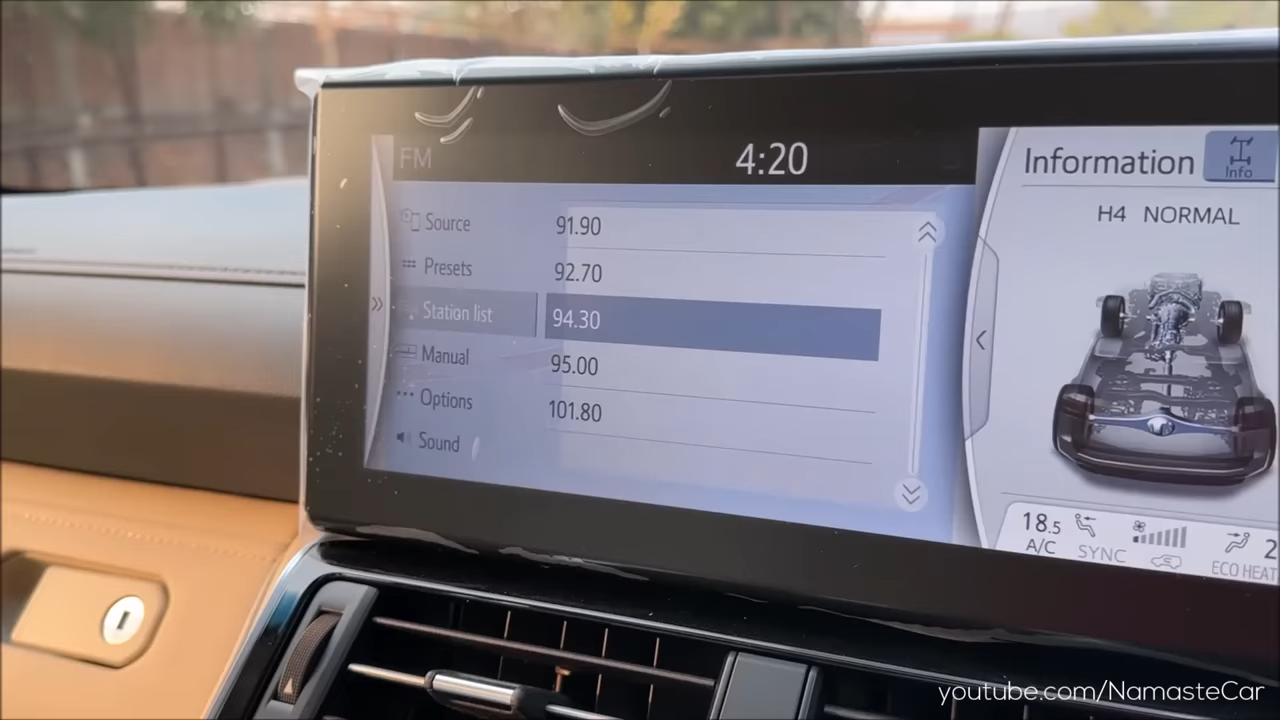 FM
4:20
Source
Presets
Station list
Manual
Options
Sound
91.90
92.70
94.30
95.00
101.80
Information
Info
H4 NORMAL
18.5
A/C
SYNC
2
ECO HEAT
youtube.com/NamasteCar